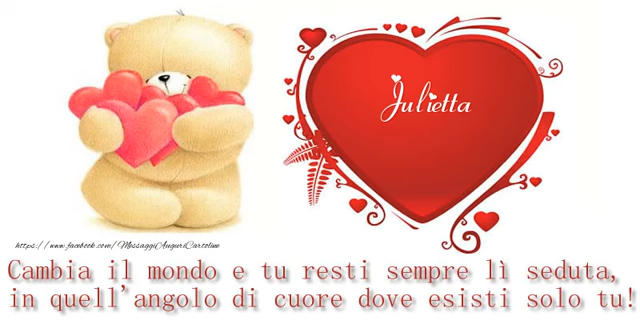 Julietta
https://www.facebook.com/MessaggiAuguriCartoline
Cambia il mondo e tu resti sempre lì seduta,
in quell'angolo di cuore dove esisti solo tu!